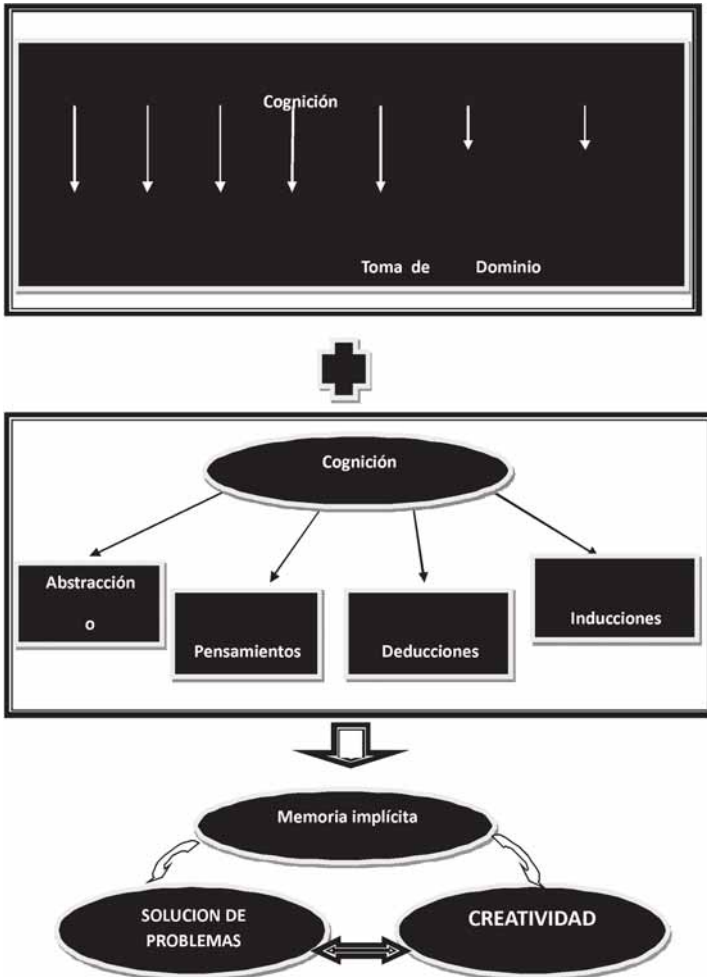 Cognición
Toma de Dominio
Cognición
Abstracción
o
Pensamientos
Deducciones
Inducciones
Memoria implícita
SOLUCION DE
PROBLEMAS
CREATIVIDAD